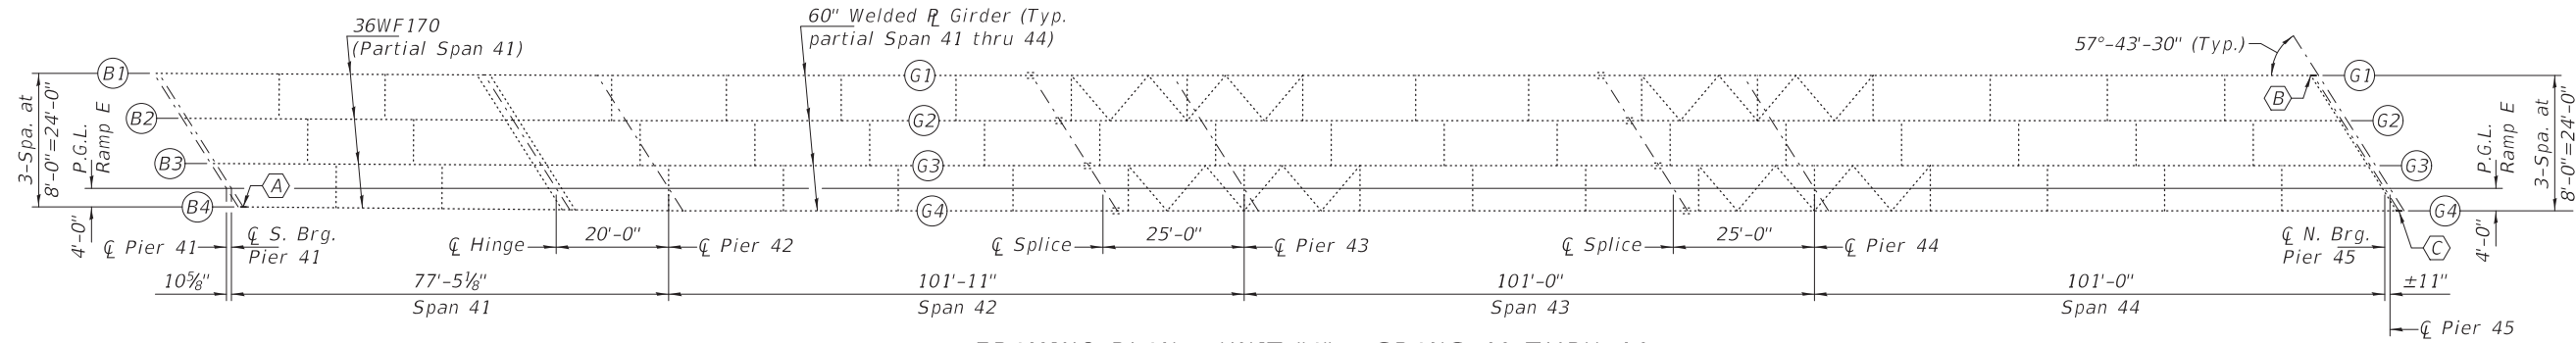 36WF170
(Partial Span 41)
60" Welded ⅊ Girder (Typ.
partial Span 41 thru 44)
57°-43'-30" (Typ.)
B1
B2
B3
B4
G1
G2
G3
G4
G1
G2
G3
G4
A
B
C
3-Spa. at
8'-0"=24'-0"
P.G.L.
Ramp E
4'-0"
P.G.L.
Ramp E
3-Spa. at
8'-0"=24'-0"
4'-0"
℄ Pier 41
℄ S. Brg.
Pier 41
℄ Hinge
20'-0"
℄ Pier 42
℄ Splice
25'-0"
℄ Pier 43
℄ Splice
25'-0"
℄ Pier 44
℄ N. Brg.
Pier 45
10⅝"
77'-5⅛"
Span 41
101'-11"
Span 42
101'-0"
Span 43
101'-0"
Span 44
±11"
℄ Pier 45